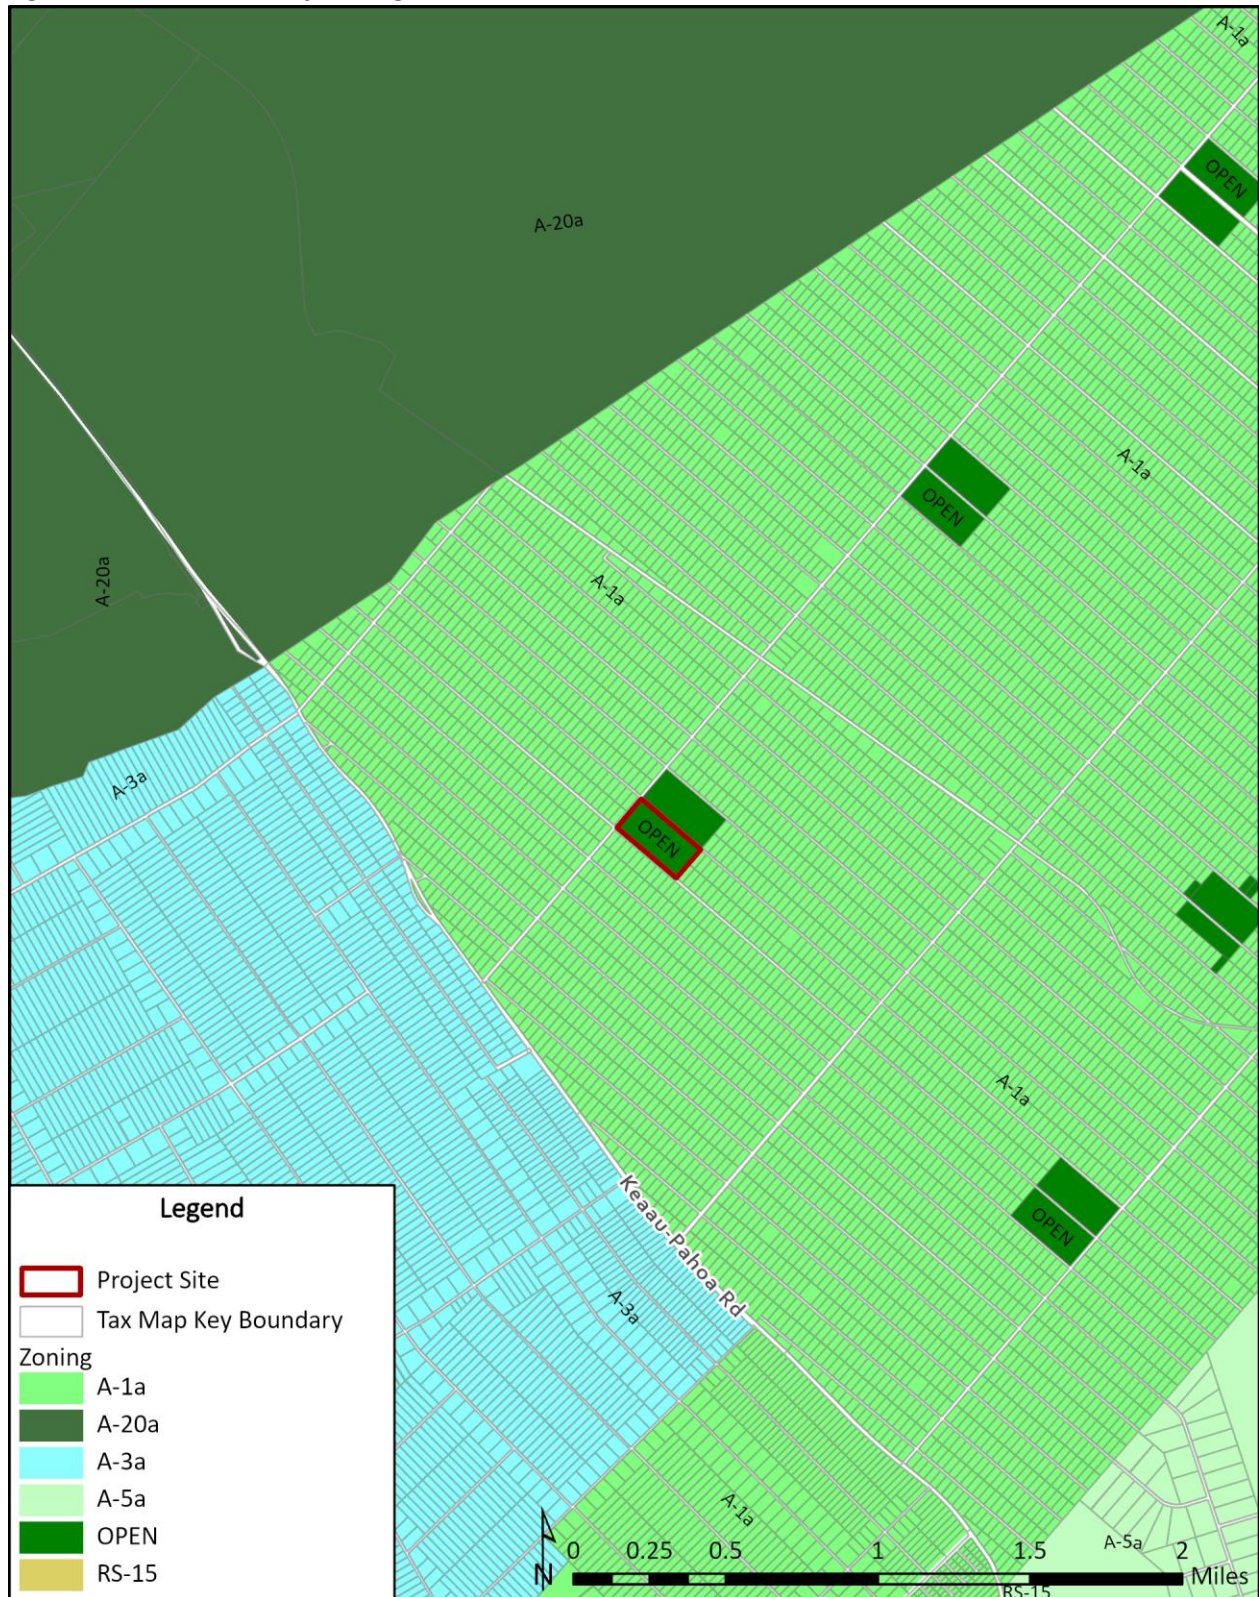 A-1a
OPEN
A-20a
A-1a
OPEN
A-20a
A-1a
A-3a
OPEN
A-1a
Keaau-Pahoa Rd
OPEN
A-3a
A-1a
A-5a
RS-15
Legend
Project Site
Tax Map Key Boundary
Zoning
A-1a
A-20a
A-3a
A-5a
OPEN
RS-15
N
0 0.25 0.5 1 1.5 2
Miles